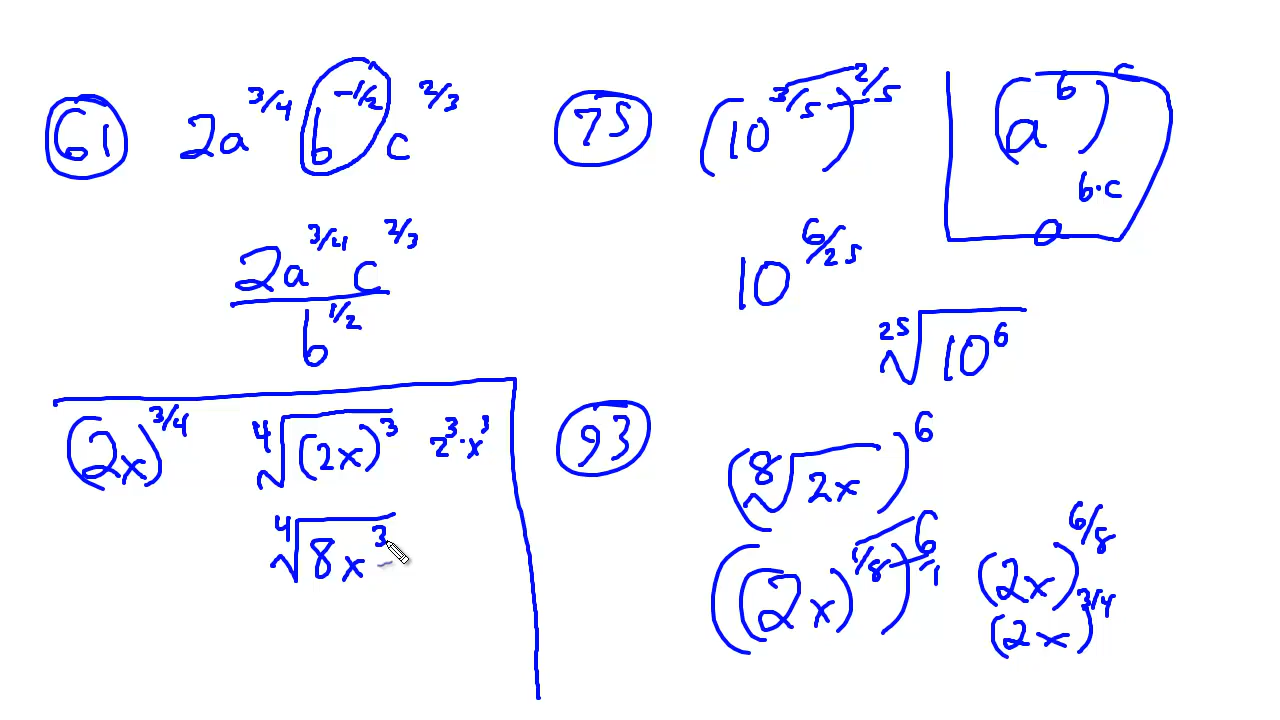 61 2a^{3/4} b^{-1/2} c^{2/3}
2a^{3/4} c^{2/3}
b^{1/2}
75 (10^{3/5})^{2/5}
(a^b)^c
a^{b·c}
10^{6/25}
²⁵√10^6
93 (⁸√2x)^6
((2x)^{1/8})^{6/1} (2x)^{6/8}
(2x)^{3/4}
(2x)^{3/4} ⁴√(2x)^3 2^3·x^3
⁴√8x^3